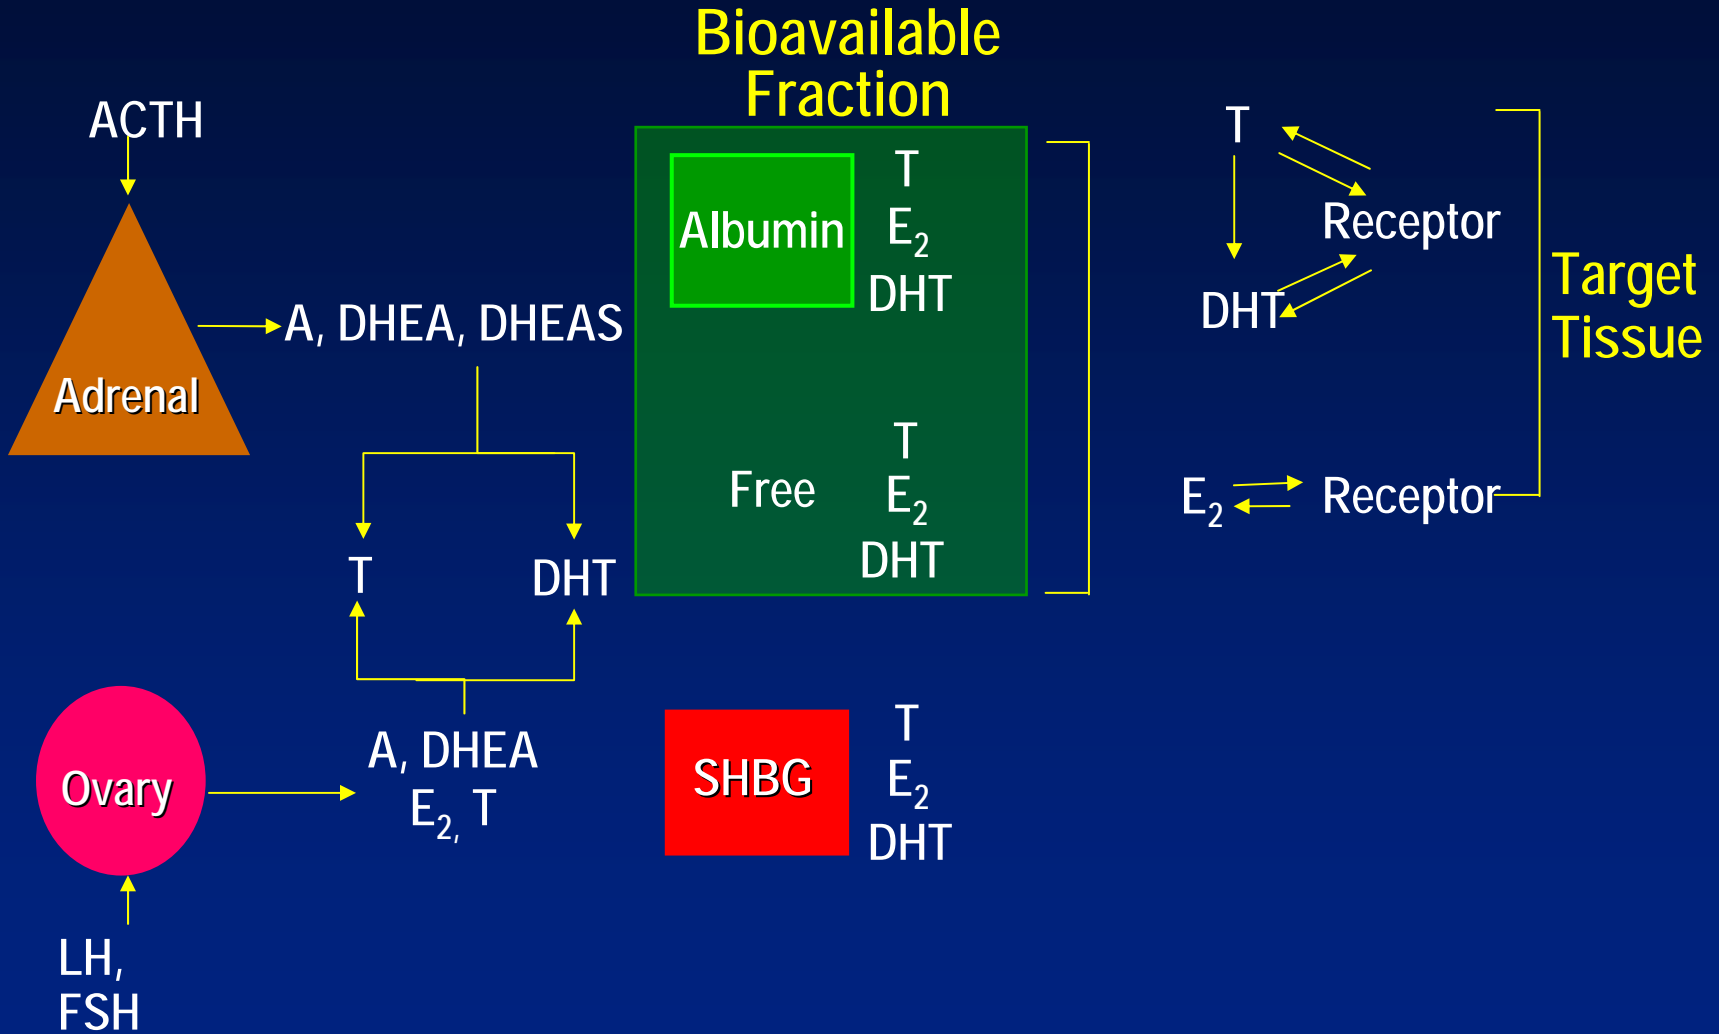 Bioavailable
Fraction
ACTH
Adrenal
A, DHEA, DHEAS
T
DHT
A, DHEA
E₂, T
Ovary
LH,
FSH
Albumin
T
E₂
DHT
Free
T
E₂
DHT
SHBG
T
E₂
DHT
T
Receptor
DHT
E₂
Receptor
Target
Tissue